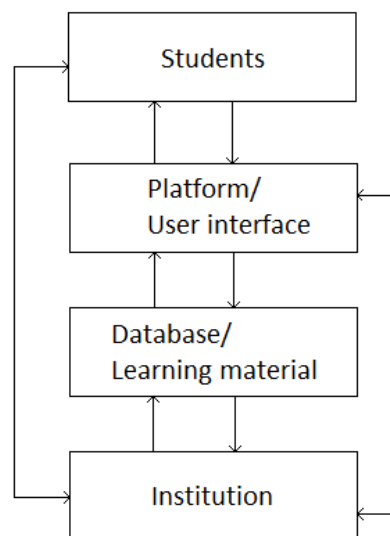 Students
Platform/
User interface
Database/
Learning material
Institution